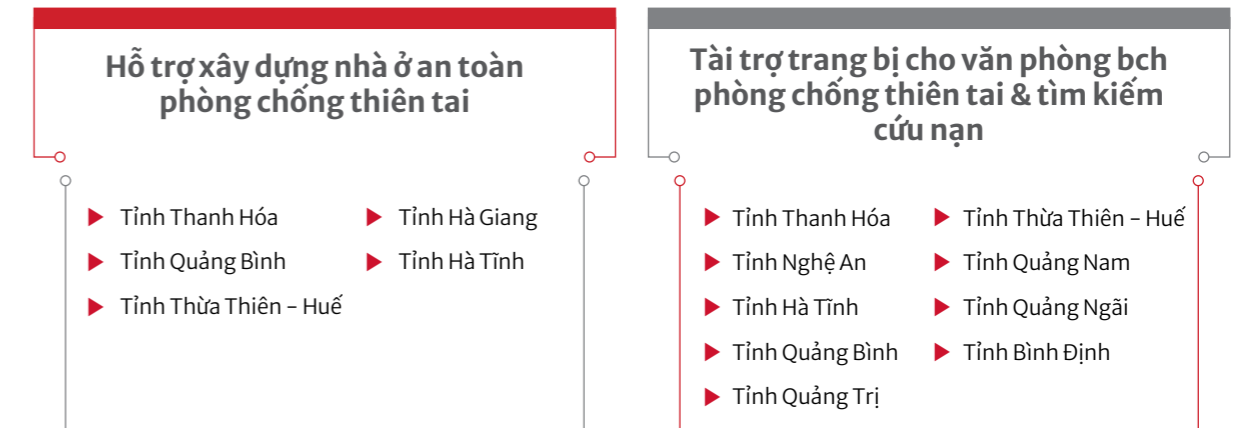 Hỗ trợ xây dựng nhà ở an toàn
phòng chống thiên tai
Tỉnh Thanh Hóa
Tỉnh Quảng Bình
Tỉnh Thừa Thiên – Huế
Tỉnh Hà Giang
Tỉnh Hà Tĩnh
Tài trợ trang bị cho văn phòng bch
phòng chống thiên tai & tìm kiếm
cứu nạn
Tỉnh Thanh Hóa
Tỉnh Nghệ An
Tỉnh Hà Tĩnh
Tỉnh Quảng Bình
Tỉnh Quảng Trị
Tỉnh Thừa Thiên – Huế
Tỉnh Quảng Nam
Tỉnh Quảng Ngãi
Tỉnh Bình Định